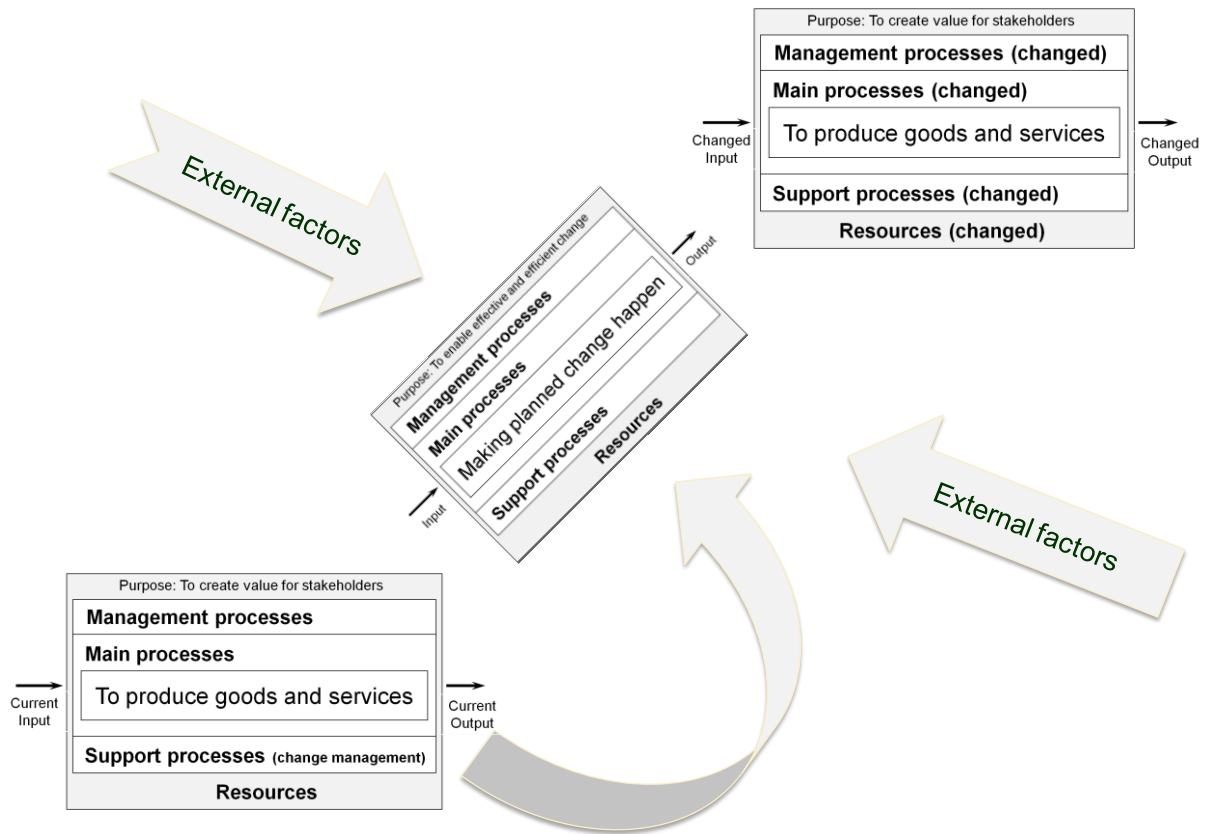 Purpose: To create value for stakeholders
Management processes (changed)
Main processes (changed)
To produce goods and services
Changed
Input
Changed
Output
Support processes (changed)
Resources (changed)
External factors
Purpose: To enable effective and efficient change
Management processes
Main processes
Making planned change happen
Support processes
Resources
Input
Output
External factors
Purpose: To create value for stakeholders
Management processes
Main processes
To produce goods and services
Current
Input
Current
Output
Support processes (change management)
Resources